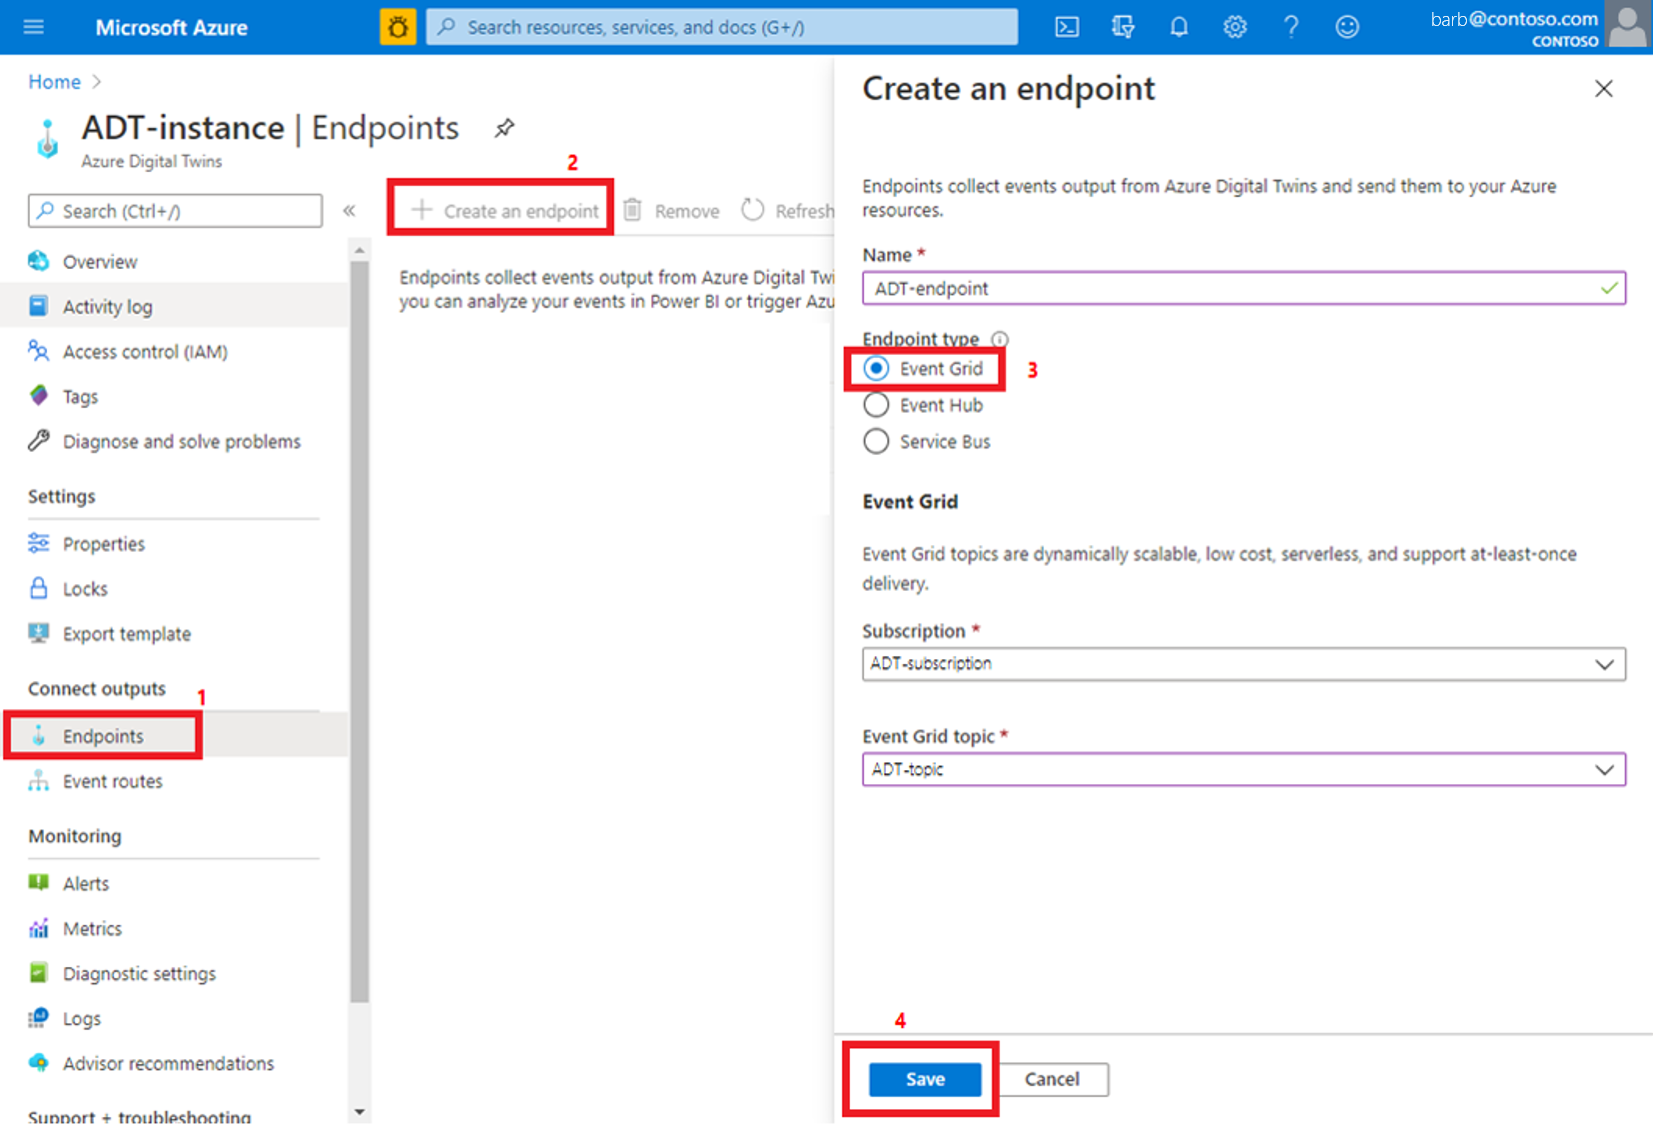 Microsoft Azure
Search resources, services, and docs (G+/)
barb@contoso.com
CONTOSO
Home
ADT-instance | Endpoints
Azure Digital Twins
Search (Ctrl+/)
«
Overview
Activity log
Access control (IAM)
Tags
Diagnose and solve problems
Settings
Properties
Locks
Export template
Connect outputs
1
Endpoints
Event routes
Monitoring
Alerts
Metrics
Diagnostic settings
Logs
Advisor recommendations
Support + troubleshooting
2
Create an endpoint
Remove
Refresh
Endpoints collect events output from Azure Digital Twi
you can analyze your events in Power BI or trigger Azu
Create an endpoint
Endpoints collect events output from Azure Digital Twins and send them to your Azure
resources.
Name *
ADT-endpoint
Endpoint type
Event Grid
3
Event Hub
Service Bus
Event Grid
Event Grid topics are dynamically scalable, low cost, serverless, and support at-least-once
delivery.
Subscription *
ADT-subscription
Event Grid topic *
ADT-topic
4
Save
Cancel